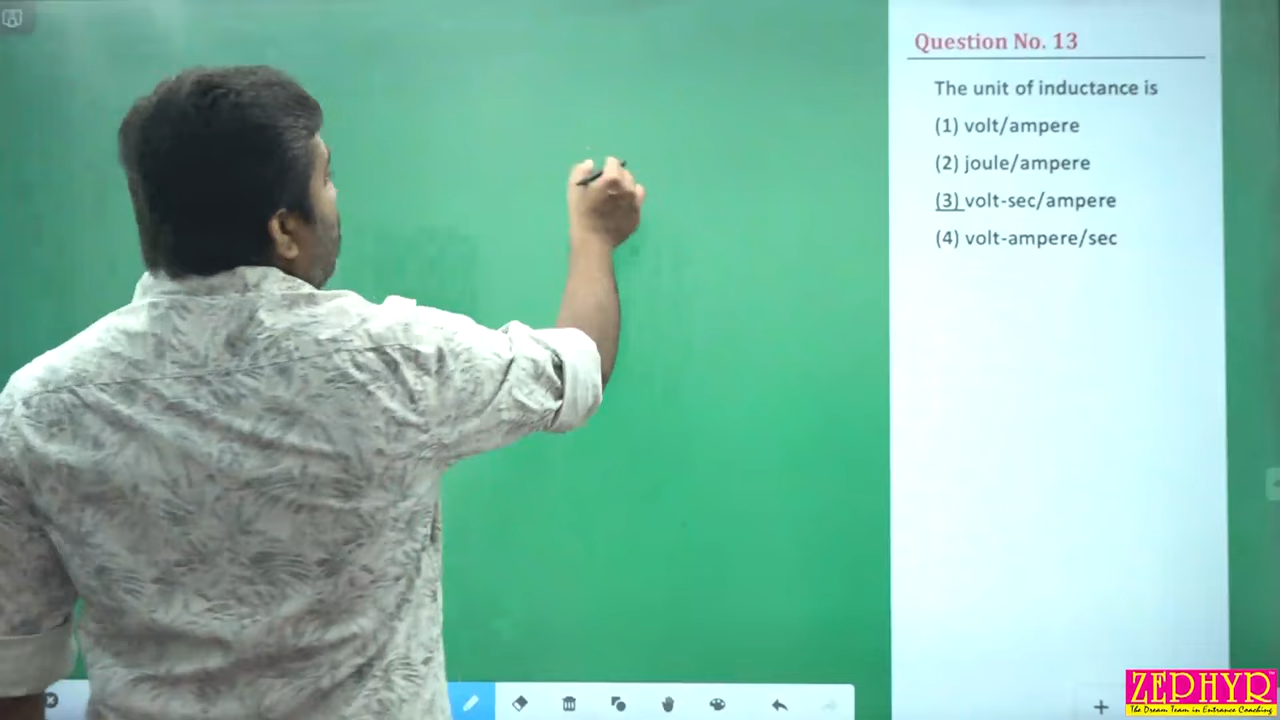 Question No. 13
The unit of inductance is
(1) volt/ampere
(2) joule/ampere
(3) volt-sec/ampere
(4) volt-ampere/sec
ZEPHYR
The Dream Team in Entrance Coaching